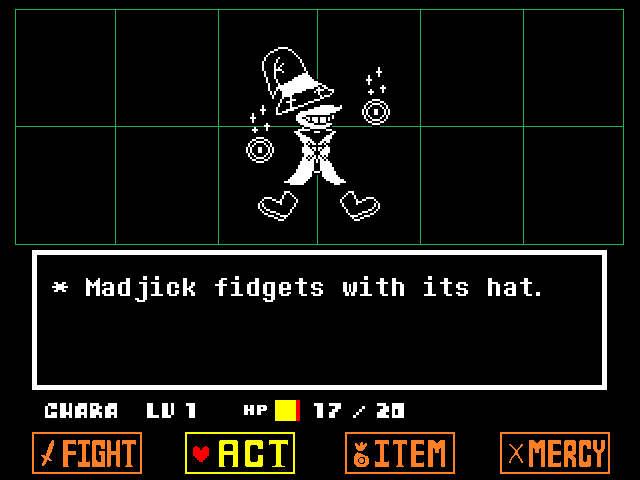 * Madjick fidgets with its hat.
CHARA LV 1 HP 17 / 20
FIGHT ACT ITEM MERCY